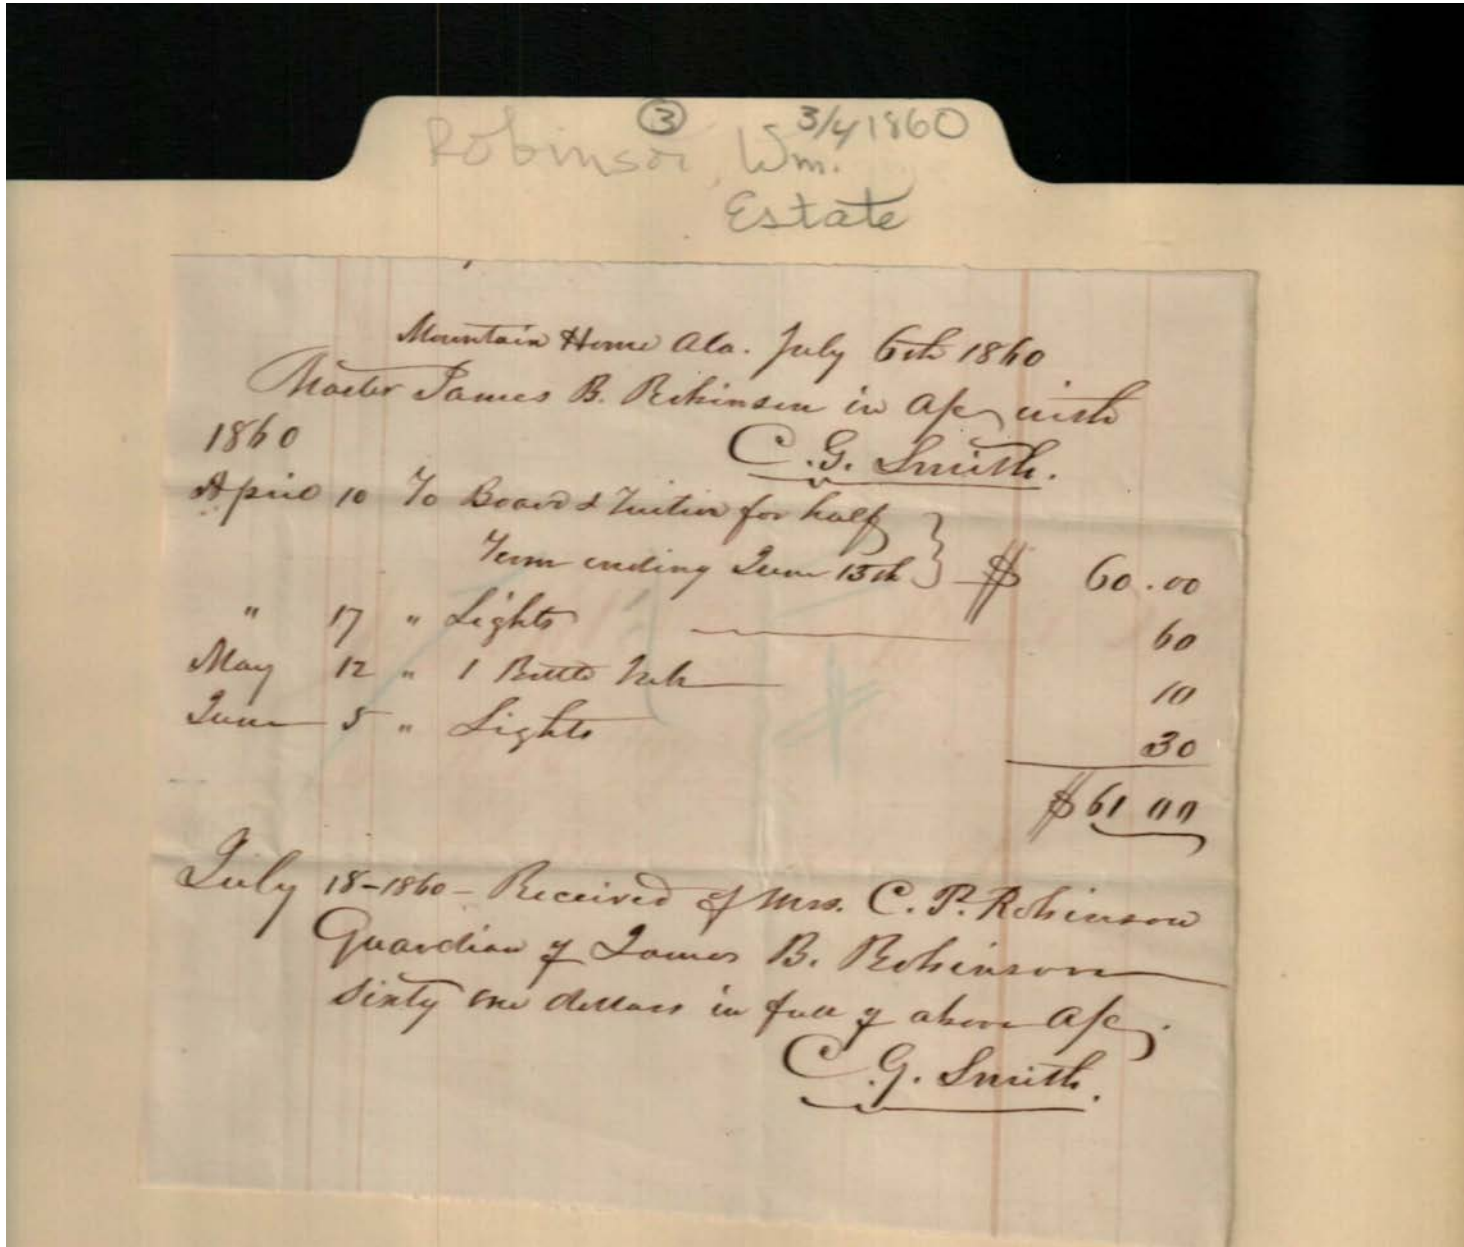 ③ 3/4 1860
Robinson, Wm.
Estate
Mountain Home Ala. July 6th 1860
Master James B. Robinson in a/c with
1860 C. G. Smith.
April 10 To Board & Tuition for half
Term ending June 15th } $ 60.00
" 17 " Lights 60
May 12 " 1 Bottle Ink 10
June 5 " Lights 30
$61 00
July 18-1860- Received of Mrs. C. P. Robinson
Guardian of James B. Robinson
Sixty one dollars in full of above a/c.
C. G. Smith.